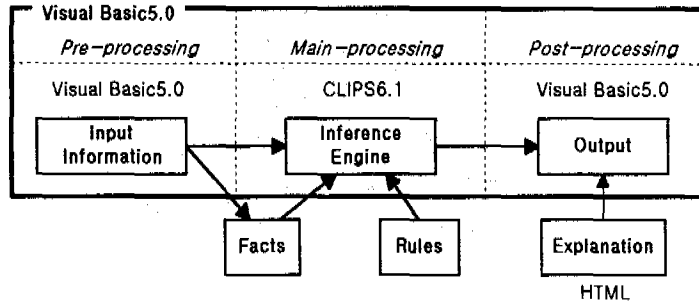 Visual Basic5.0
Pre-processing
Main-processing
Post-processing
Visual Basic5.0
CLIPS6.1
Visual Basic5.0
Input
Information
Inference
Engine
Output
Facts
Rules
Explanation
HTML